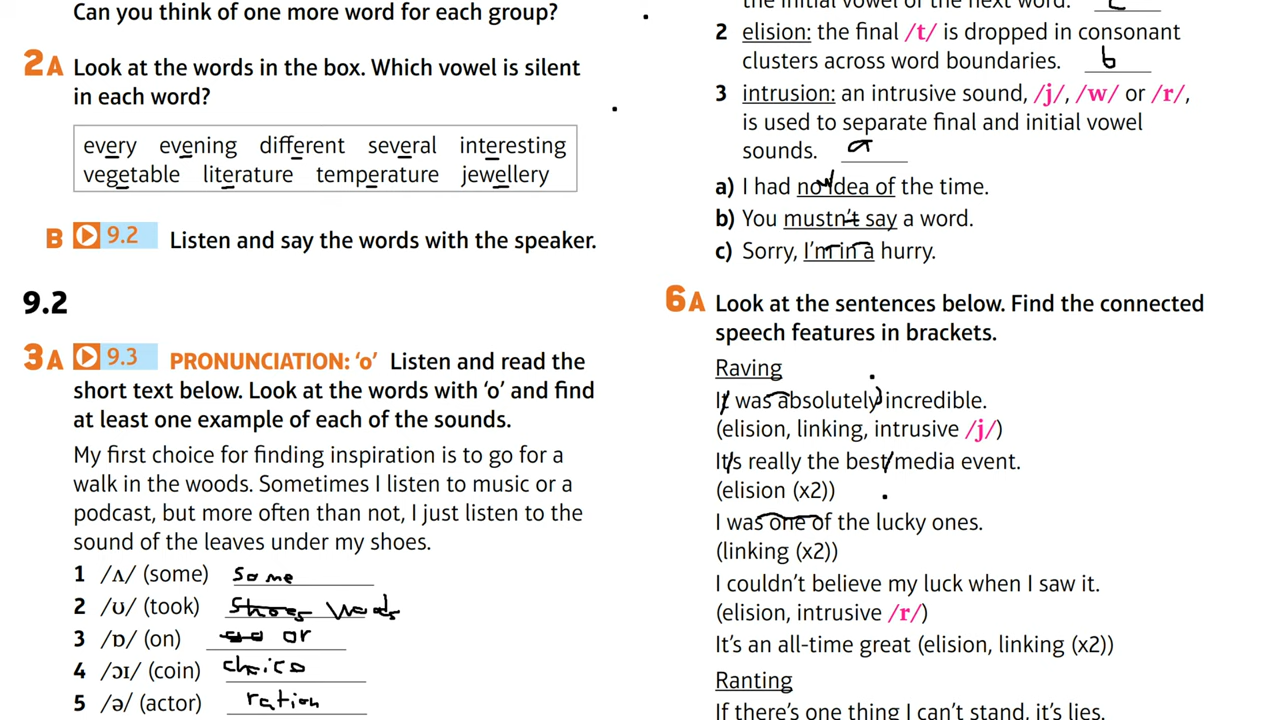 Can you think of one more word for each group?
2A Look at the words in the box. Which vowel is silent
in each word?
every evening different several interesting
vegetable literature temperature jewellery
B 9.2 Listen and say the words with the speaker.
9.2
3A 9.3 PRONUNCIATION: ‘o’ Listen and read the
short text below. Look at the words with ‘o’ and find
at least one example of each of the sounds.
My first choice for finding inspiration is to go for a
walk in the woods. Sometimes I listen to music or a
podcast, but more often than not, I just listen to the
sound of the leaves under my shoes.
1 /ʌ/ (some) some
2 /ʊ/ (took) shoes woods
3 /ɒ/ (on) or
4 /ɔɪ/ (coin) choice
5 /ə/ (actor) ration
the initial vowel of the next word. c
2 elision: the final /t/ is dropped in consonant
clusters across word boundaries. b
3 intrusion: an intrusive sound, /j/, /w/ or /r/,
is used to separate final and initial vowel
sounds. a
a) I had no idea of the time.
b) You mustn’t say a word.
c) Sorry, I’m in a hurry.
6A Look at the sentences below. Find the connected
speech features in brackets.
Raving
It was absolutely incredible.
(elision, linking, intrusive /j/)
It’s really the best media event.
(elision (x2))
I was one of the lucky ones.
(linking (x2))
I couldn’t believe my luck when I saw it.
(elision, intrusive /r/)
It’s an all-time great (elision, linking (x2))
Ranting
If there’s one thing I can’t stand, it’s lies.